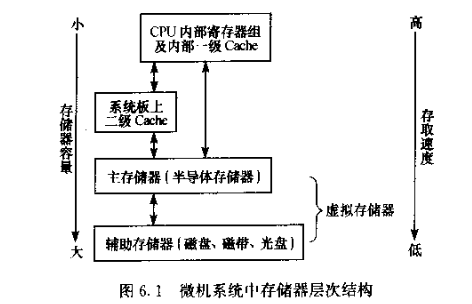 小
高
CPU 内部寄存器组
及内部一级 Cache
系统板上
二级 Cache
存储器容量
存取速度
主存储器(半导体存储器)
虚拟存储器
辅助存储器(磁盘、磁带、光盘)
大
低
图 6.1 微机系统中存储器层次结构